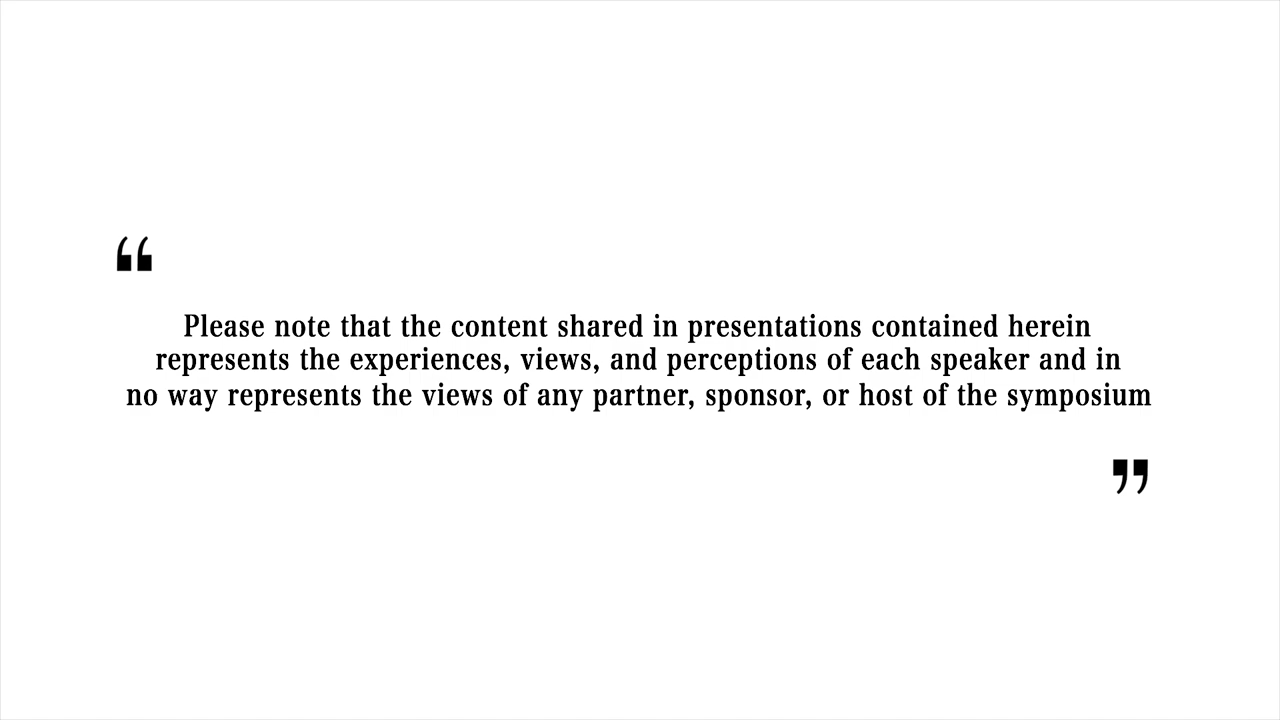 “
Please note that the content shared in presentations contained herein
represents the experiences, views, and perceptions of each speaker and in
no way represents the views of any partner, sponsor, or host of the symposium
”